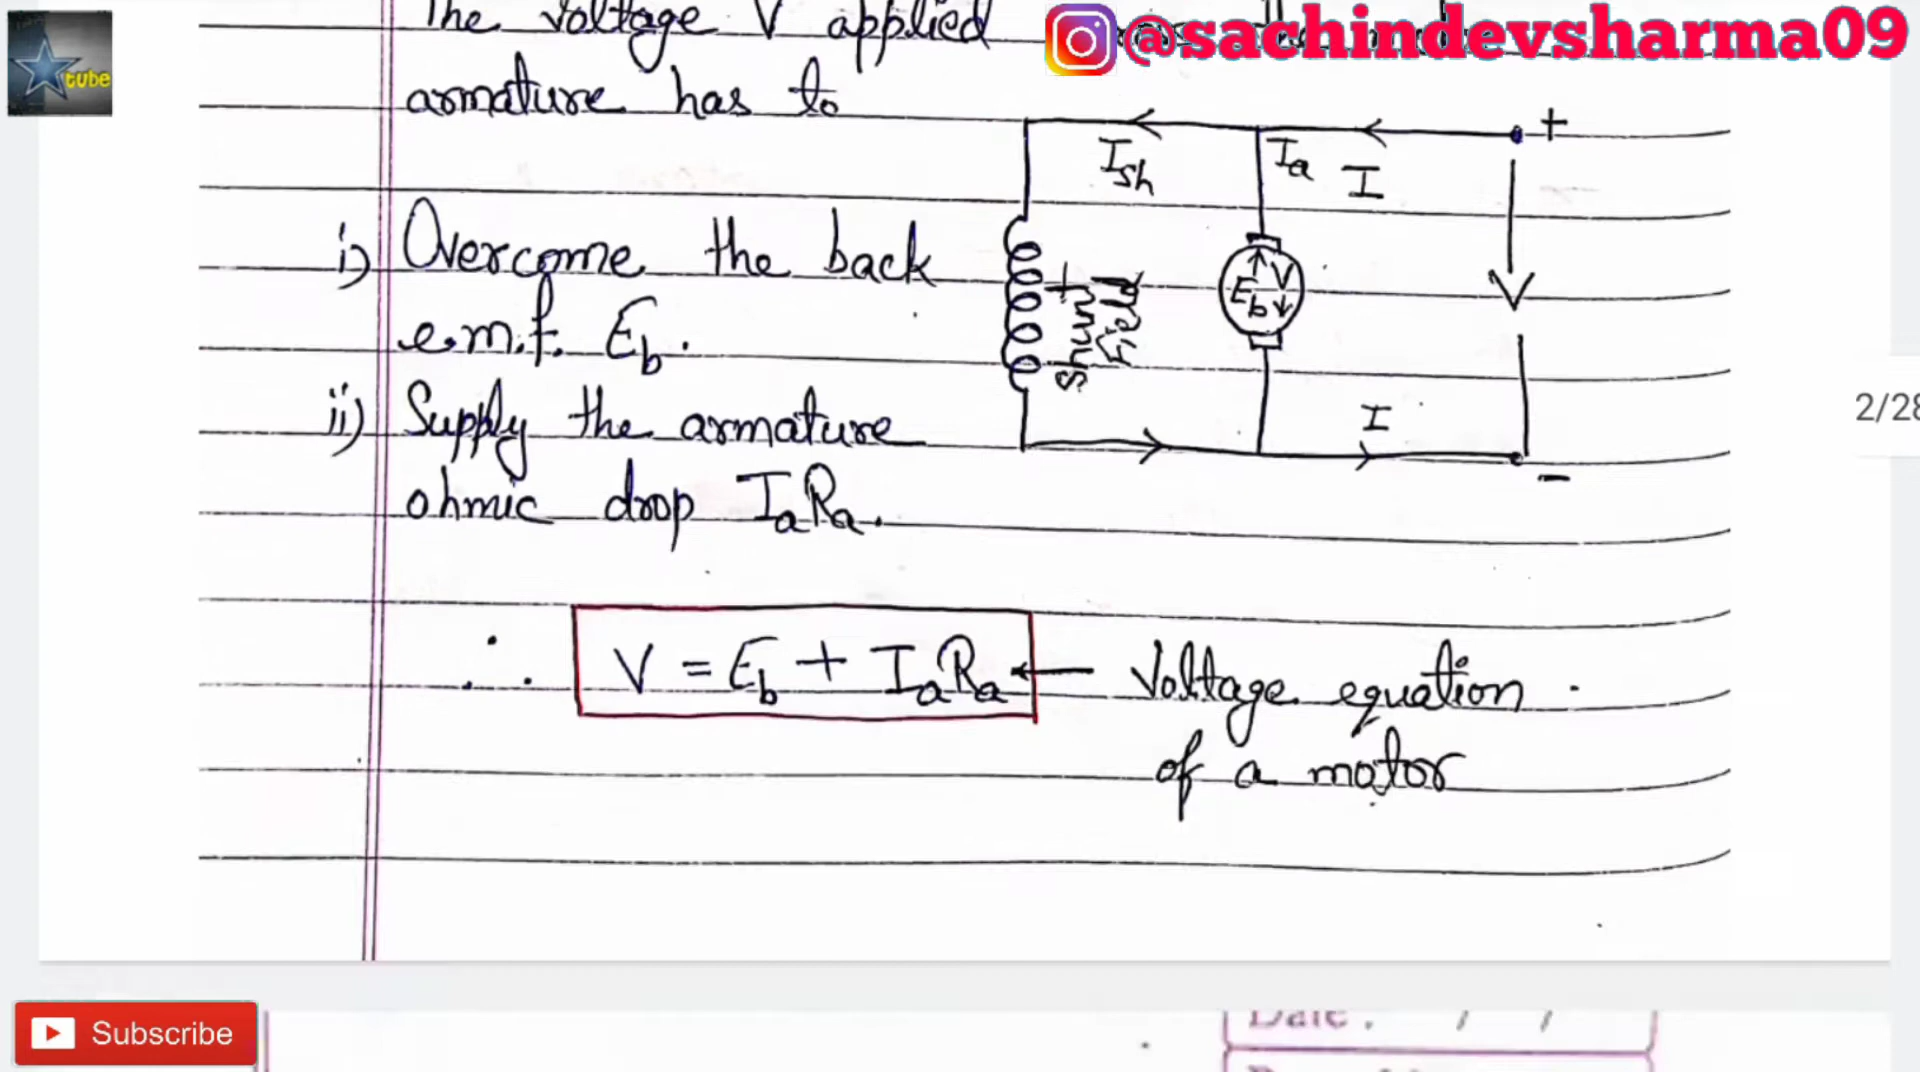 The voltage V applied
@sachindevsharma09
tube
armature has to
+
Ish
Ia
I
i) Overcome the back
e.m.f. Eb.
Shunt
Field
Eb
V
V
2/28
ii) Supply the armature
I
ohmic drop IaRa.
-
∴ V = Eb + IaRa ← Voltage equation
of a motor
Subscribe
Date :    /    /